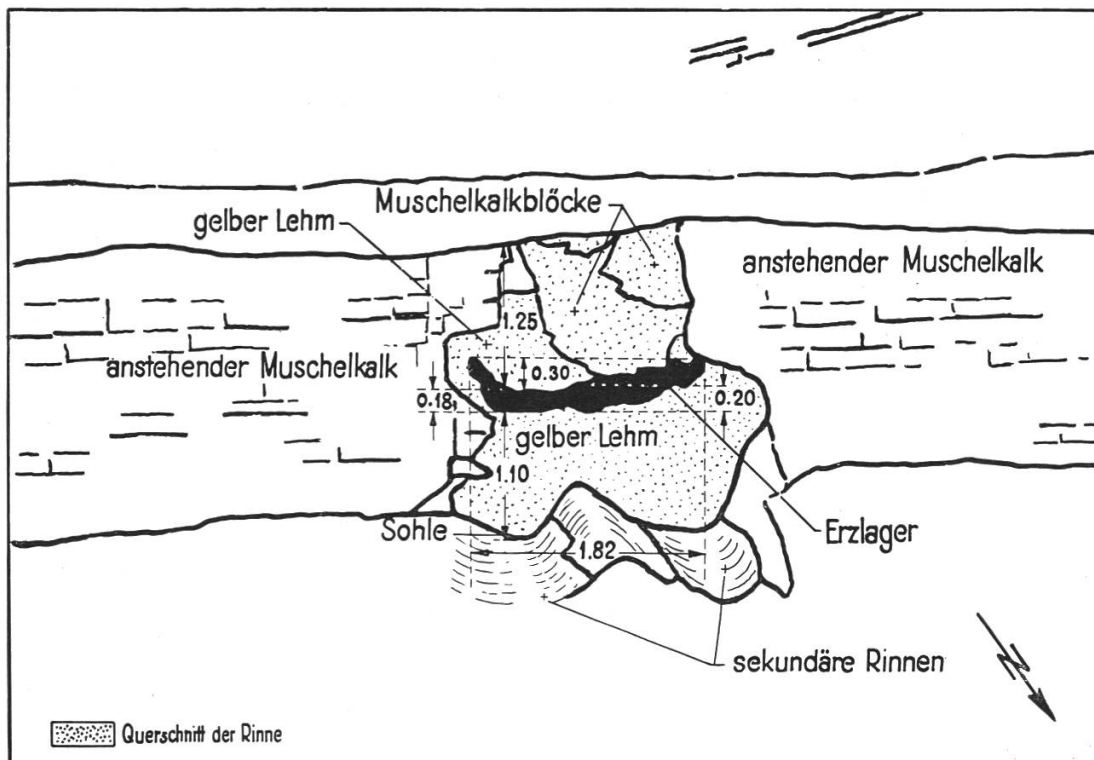 Muschelkalkblöcke
gelber Lehm
anstehender Muschelkalk
1.25
anstehender Muschelkalk
0.30
0.18
0.20
gelber Lehm
1.10
Sohle
1.82
Erzlager
sekundäre Rinnen
N
Querschnitt der Rinne